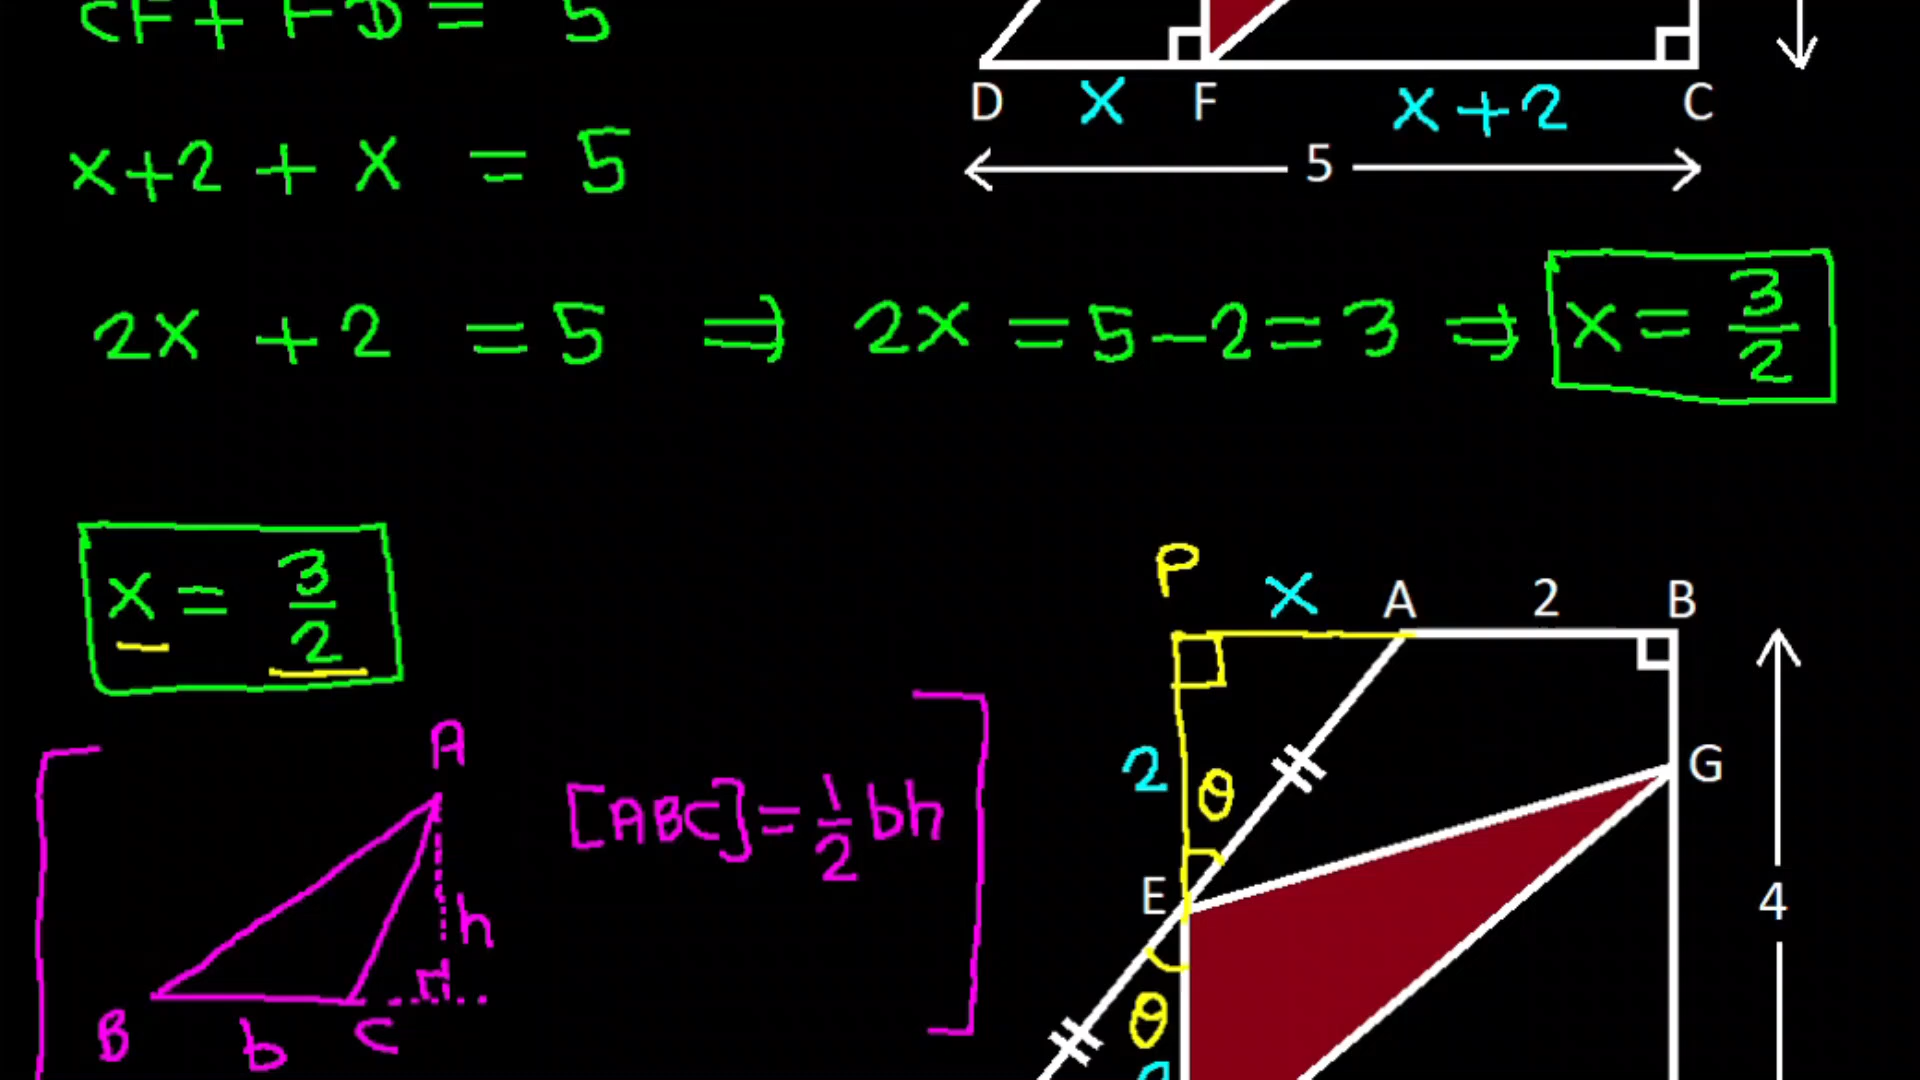 CF + FD = 5
D x F x+2 C
5
x+2 + x = 5
2x + 2 = 5 ⇒ 2x = 5-2 = 3 ⇒ x = 3/2
x = 3/2
P x A 2 B
A
2 θ G
[ABC] = 1/2 bh
E 4
h
θ
B b C